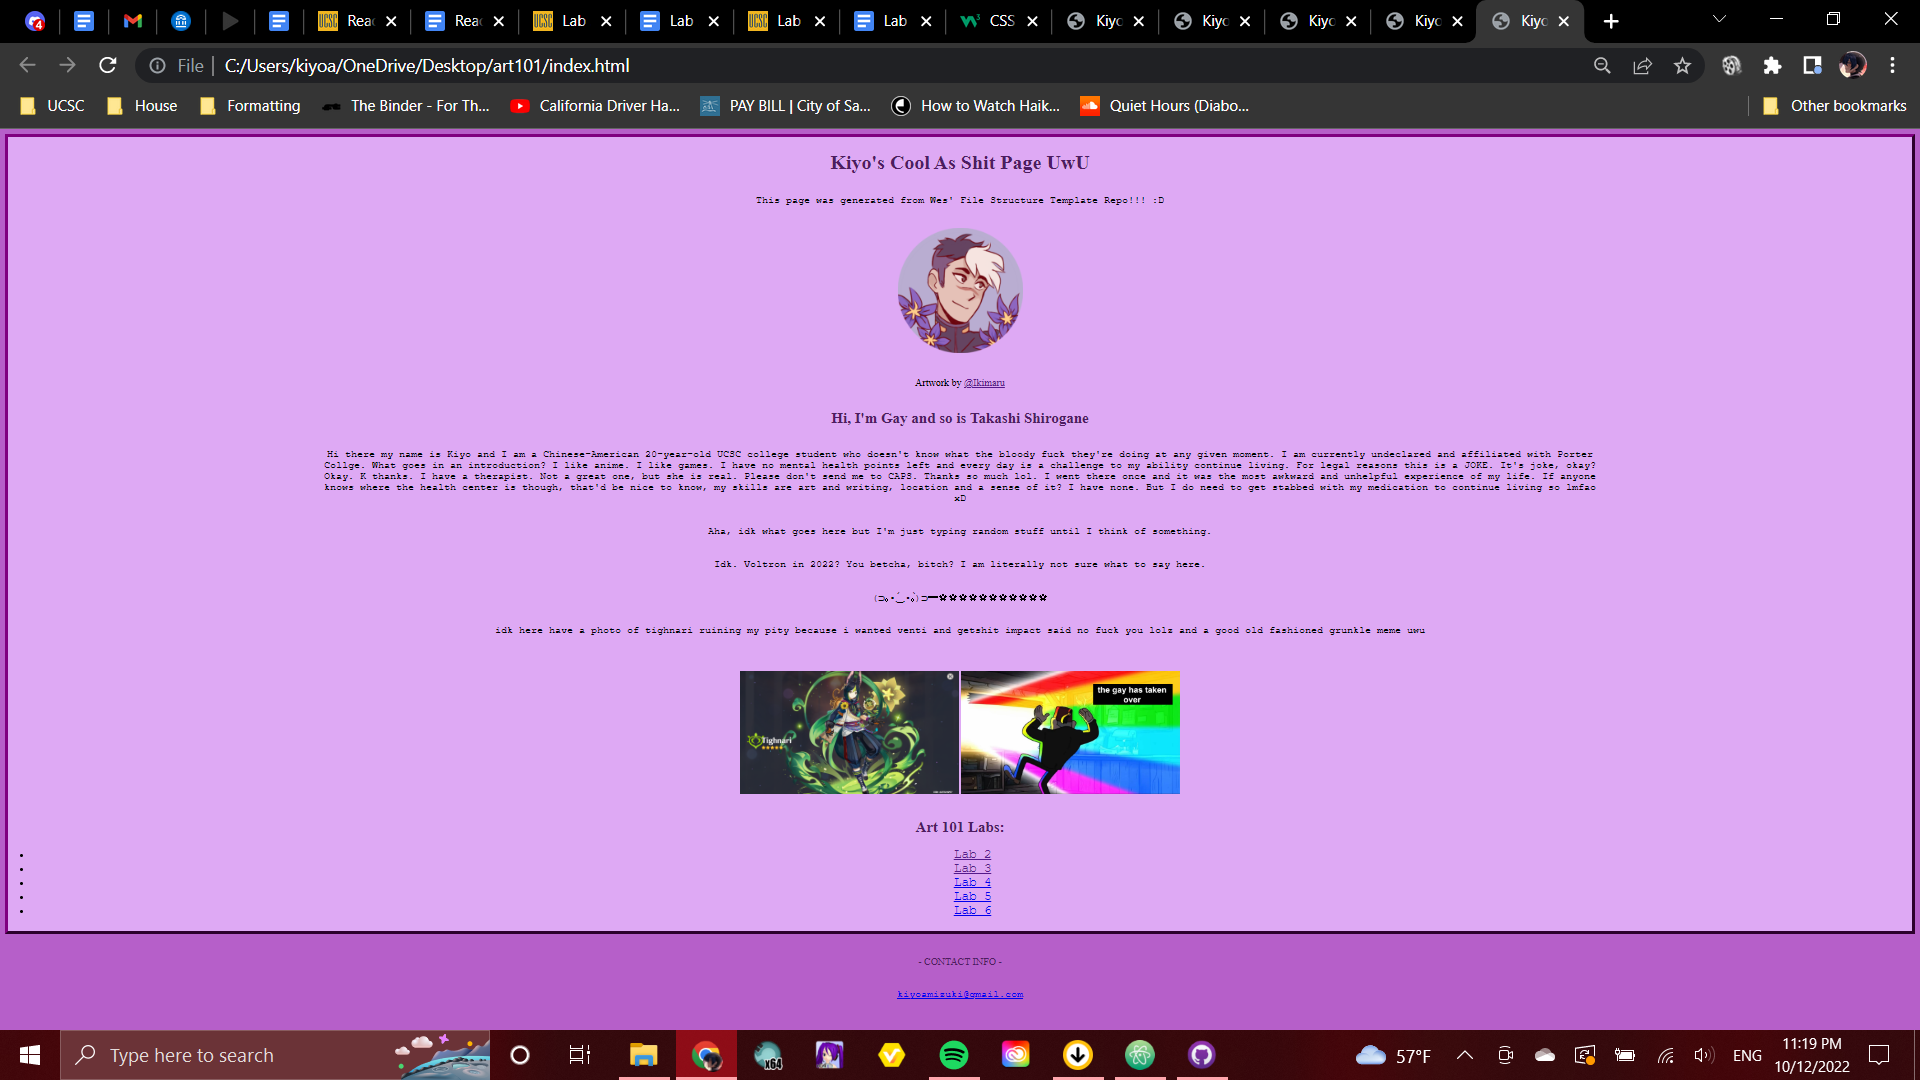 Read
Read
Lab
Lab
Lab
Lab
CSS
Kiyo
Kiyo
Kiyo
Kiyo
Kiyo
File
C:/Users/kiyoa/OneDrive/Desktop/art101/index.html
UCSC
House
Formatting
The Binder - For Th...
California Driver Ha...
PAY BILL | City of Sa...
How to Watch Haik...
Quiet Hours (Diabo...
Other bookmarks
Kiyo's Cool As Shit Page UwU
This page was generated from Wes' File Structure Template Repo!!! :D
Artwork by @Ikimaru
Hi, I'm Gay and so is Takashi Shirogane
Hi there my name is Kiyo and I am a Chinese-American 20-year-old UCSC college student who doesn't know what the bloody fuck they're doing at any given moment. I am currently undeclared and affiliated with Porter
Collge. What goes in an introduction? I like anime. I like games. I have no mental health points left and every day is a challenge to my ability continue living. For legal reasons this is a JOKE. It's joke, okay?
Okay. K thanks. I have a therapist. Not a great one, but she is real. Please don't send me to CAPS. Thanks so much lol. I went there once and it was the most awkward and unhelpful experience of my life. If anyone
knows where the health center is though, that'd be nice to know, my skills are art and writing, location and a sense of it? I have none. But I do need to get stabbed with my medication to continue living so lmfao
xD
Aha, idk what goes here but I'm just typing random stuff until I think of something.
Idk. Voltron in 2022? You betcha, bitch? I am literally not sure what to say here.
idk here have a photo of tighnari ruining my pity because i wanted venti and getshit impact said no fuck you lolz and a good old fashioned grunkle meme uwu
Tighnari
the gay has taken
over
Art 101 Labs:
Lab 2
Lab 3
Lab 4
Lab 5
Lab 6
- CONTACT INFO -
kiyoamizuki@gmail.com
Type here to search
x64
57°F
ENG
11:19 PM
10/12/2022